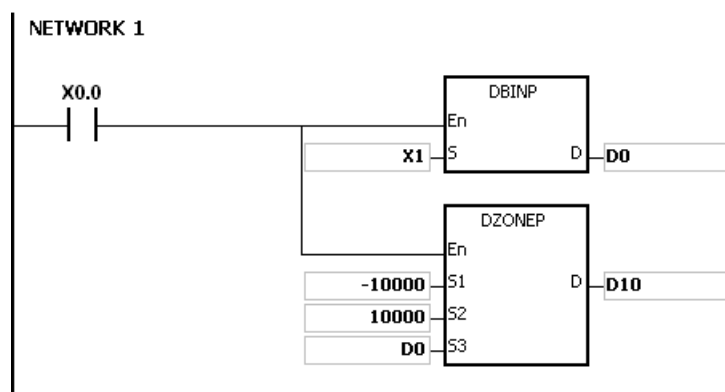 NETWORK 1
X0.0
DBINP
En
X1 S D D0
DZONEP
En
-10000 S1 D D10
10000 S2
D0 S3